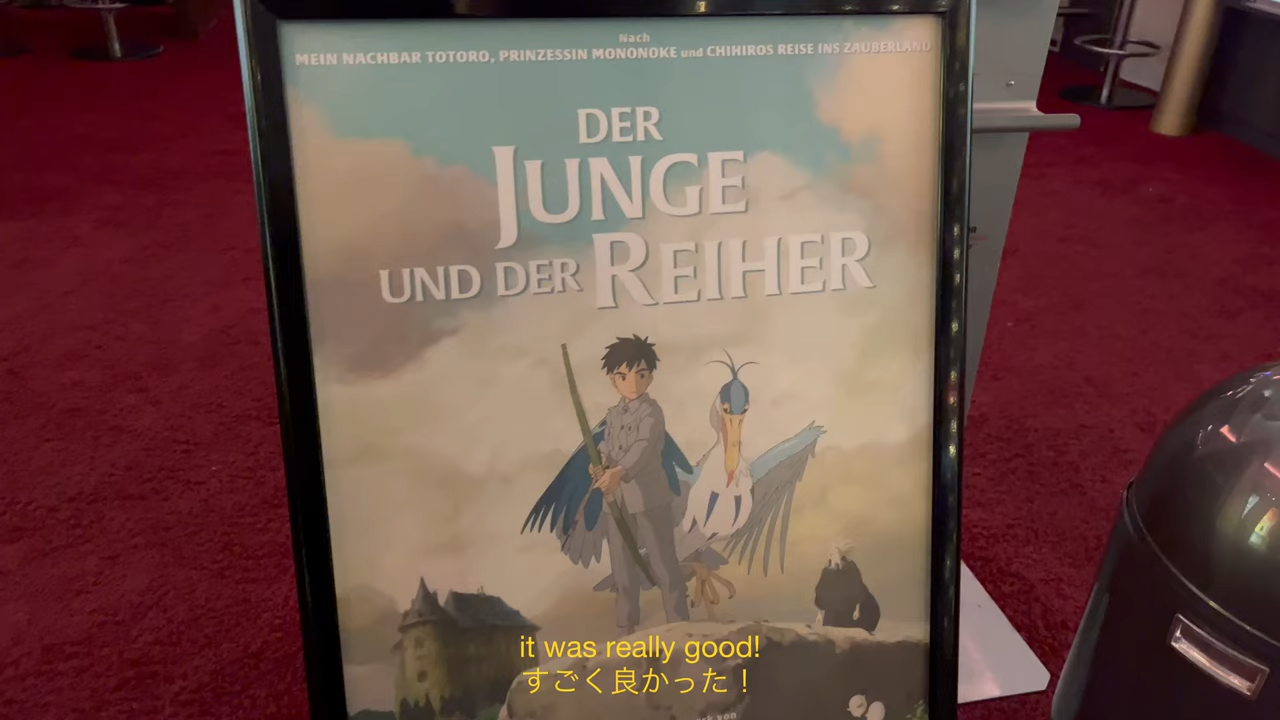 Nach
MEIN NACHBAR TOTORO, PRINZESSIN MONONOKE und CHIHIROS REISE INS ZAUBERLAND
DER
JUNGE
UND DER REIHER
it was really good!
すごく良かった！
von